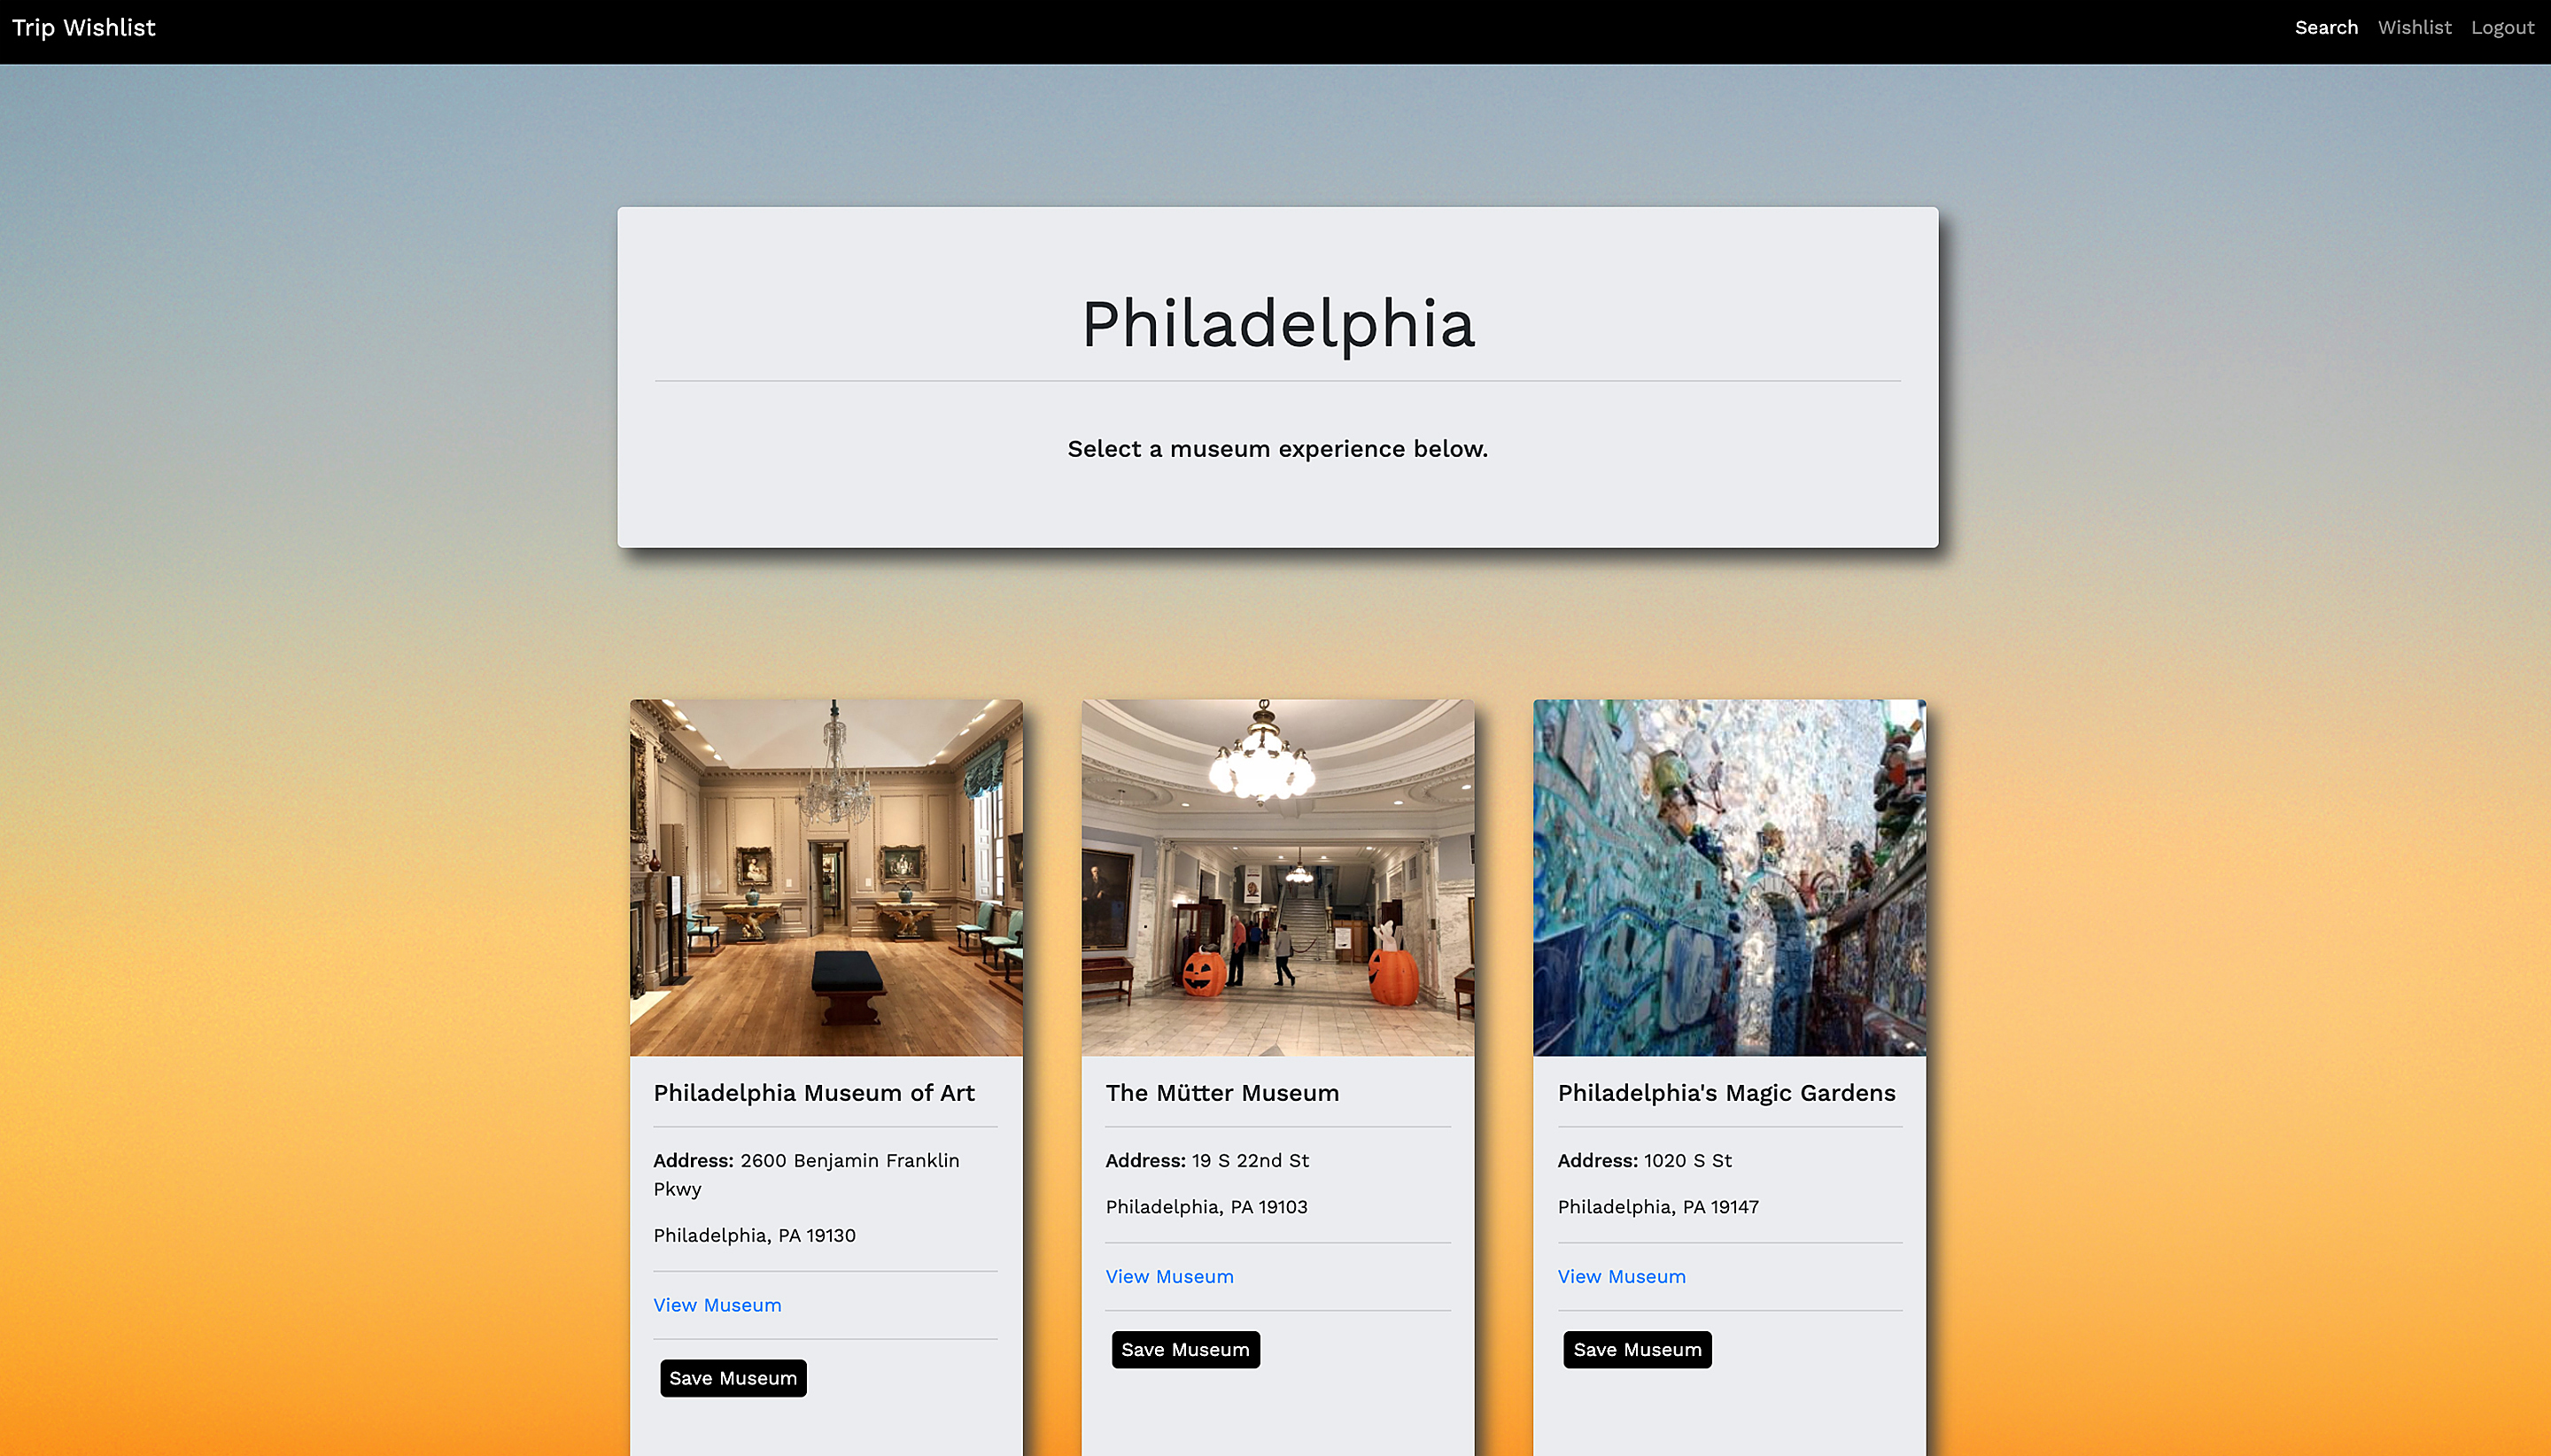 Trip Wishlist
Search Wishlist Logout
Philadelphia
Select a museum experience below.
Philadelphia Museum of Art
Address: 2600 Benjamin Franklin
Pkwy
Philadelphia, PA 19130
View Museum
Save Museum
The Mütter Museum
Address: 19 S 22nd St
Philadelphia, PA 19103
View Museum
Save Museum
Philadelphia's Magic Gardens
Address: 1020 S St
Philadelphia, PA 19147
View Museum
Save Museum